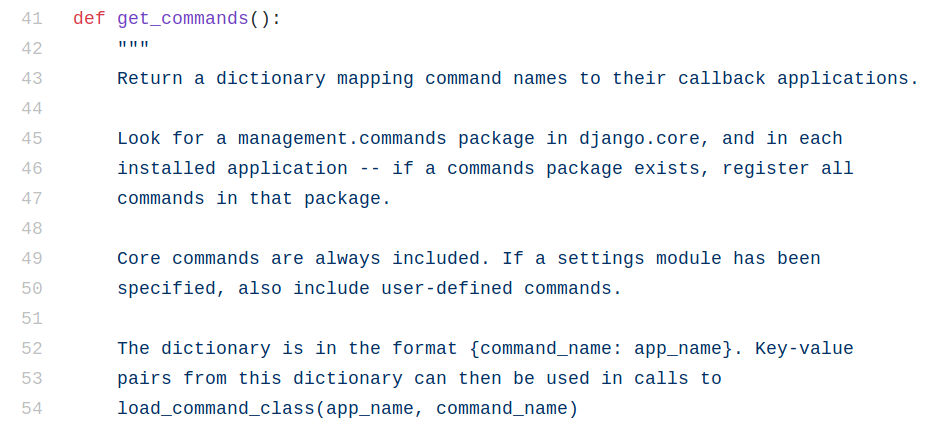 41 def get_commands():
42     """
43     Return a dictionary mapping command names to their callback applications.
44
45     Look for a management.commands package in django.core, and in each
46     installed application -- if a commands package exists, register all
47     commands in that package.
48
49     Core commands are always included. If a settings module has been
50     specified, also include user-defined commands.
51
52     The dictionary is in the format {command_name: app_name}. Key-value
53     pairs from this dictionary can then be used in calls to
54     load_command_class(app_name, command_name)